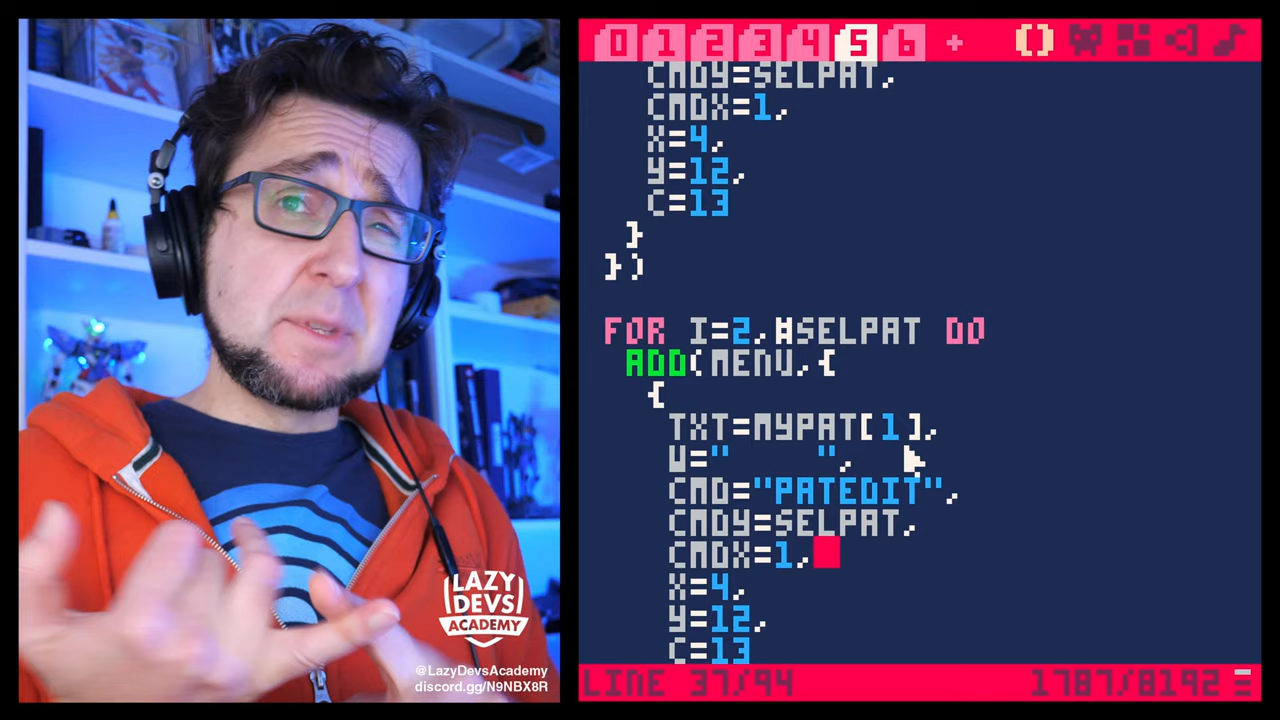 LAZY
DEVS
ACADEMY
@LazyDevsAcademy
discord.gg/N9NBX8R
0 1 2 3 4 5 6 +
CMDY=SELPAT,
CMDX=1,
X=4,
Y=12,
C=13
}
})
FOR I=2,#SELPAT DO
ADD(MENU,{
{
TXT=MYPAT[1],
W="     ",
CMD="PATEDIT",
CMDY=SELPAT,
CMDX=1,
X=4,
Y=12,
C=13
LINE 37/94
1787/8192